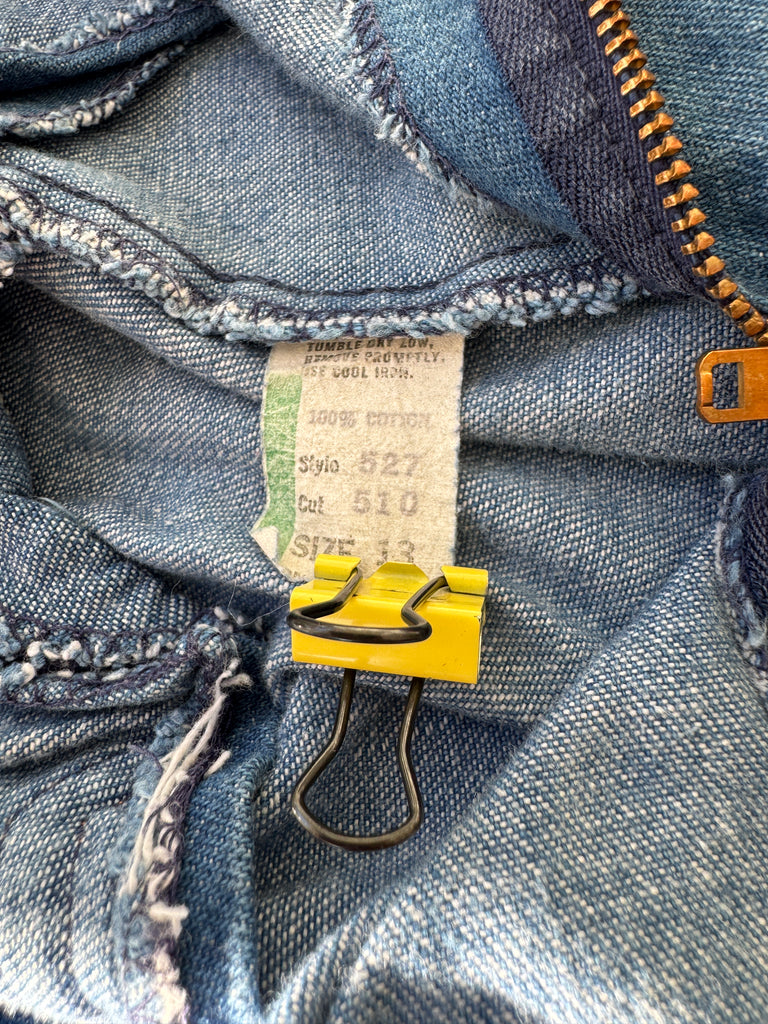 TUMBLE DRY LOW,
REMOVE PROMPTLY,
USE COOL IRON.
100% COTTON
Style 527
Cut 510
SIZE 13